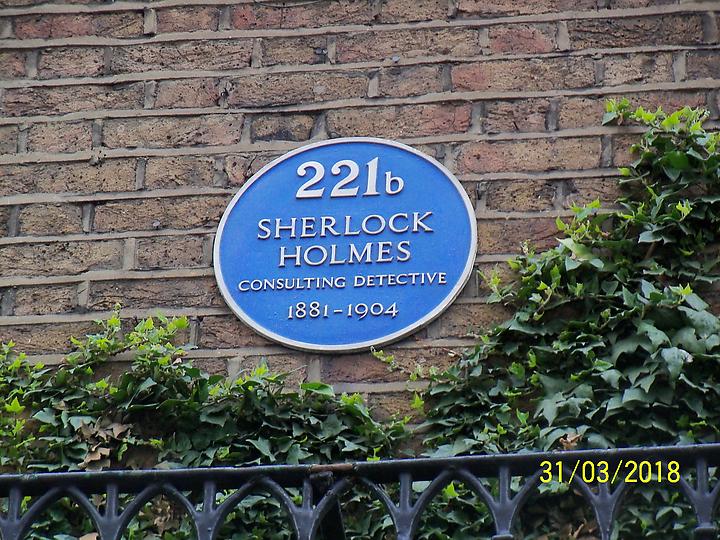 221b
SHERLOCK
HOLMES
CONSULTING DETECTIVE
1881-1904
31/03/2018